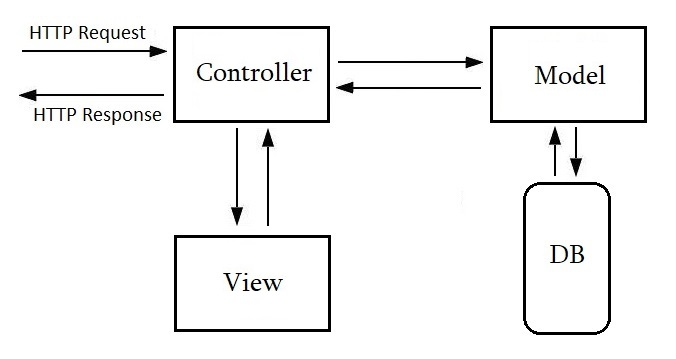 HTTP Request
Controller
Model
HTTP Response
View
DB